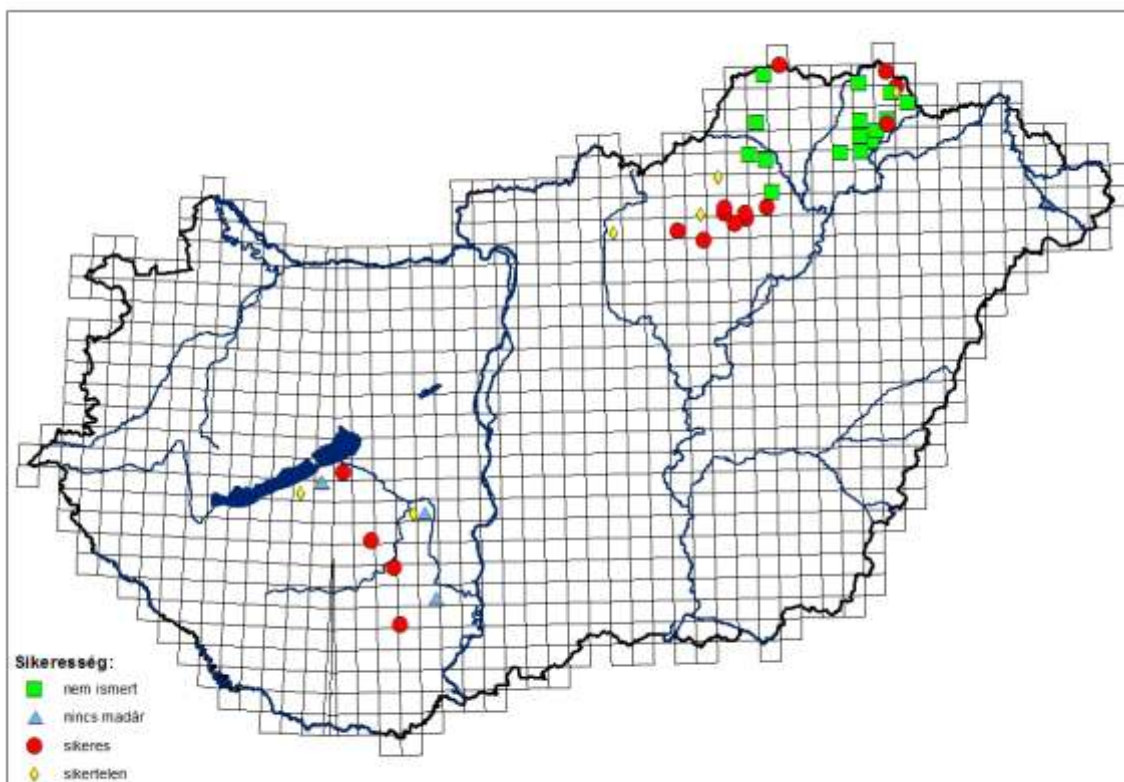 Sikeresség:
nem ismert
nincs madár
sikeres
sikertelen